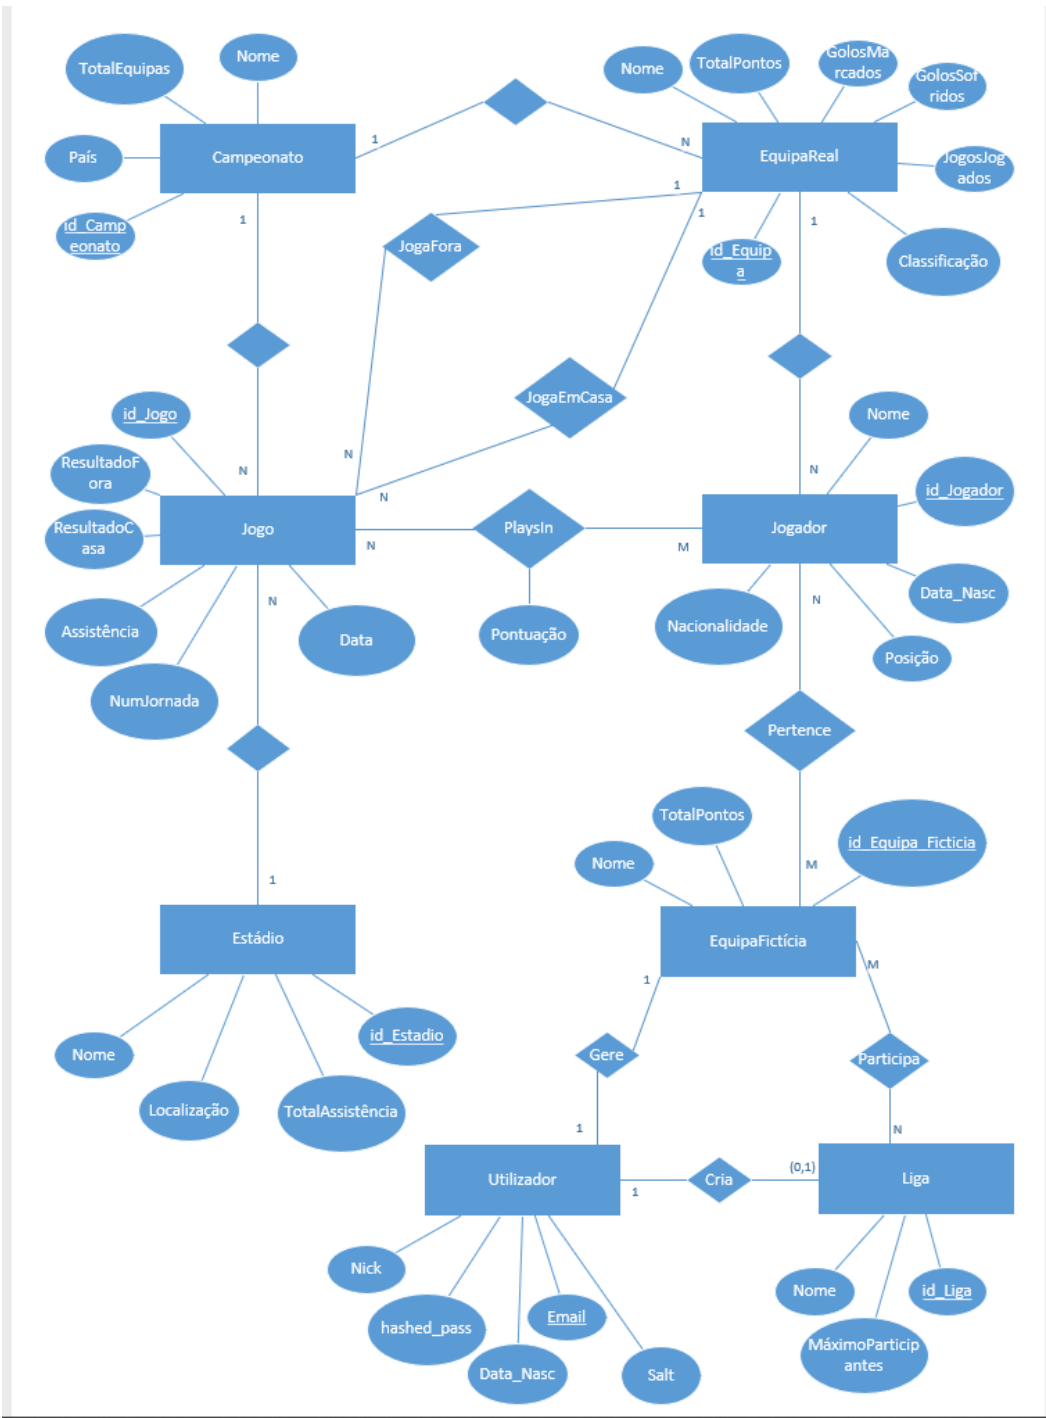 TotalEquipas
Nome
País
Campeonato
id_Camp
eonato
1
1
Nome
TotalPontos
GolosMa
rcados
GolosSof
ridos
N
EquipaReal
JogosJog
ados
id_Equip
a
Classificação
1
1
1
JogaFora
JogaEmCasa
id_Jogo
ResultadoF
ora
ResultadoC
asa
N
N
N
Jogo
N
N
Assistência
NumJornada
Data
PlaysIn
Pontuação
M
N
Nome
id_Jogador
Jogador
Data_Nasc
Nacionalidade
Posição
N
Pertence
M
TotalPontos
Nome
id_Equipa_Ficticia
EquipaFictícia
1
M
1
Estádio
Nome
Localização
TotalAssistência
id_Estadio
Gere
Participa
1
N
Utilizador
1
Cria
(0,1)
Liga
Nick
hashed_pass
Data_Nasc
Email
Salt
Nome
MáximoParticip
antes
id_Liga